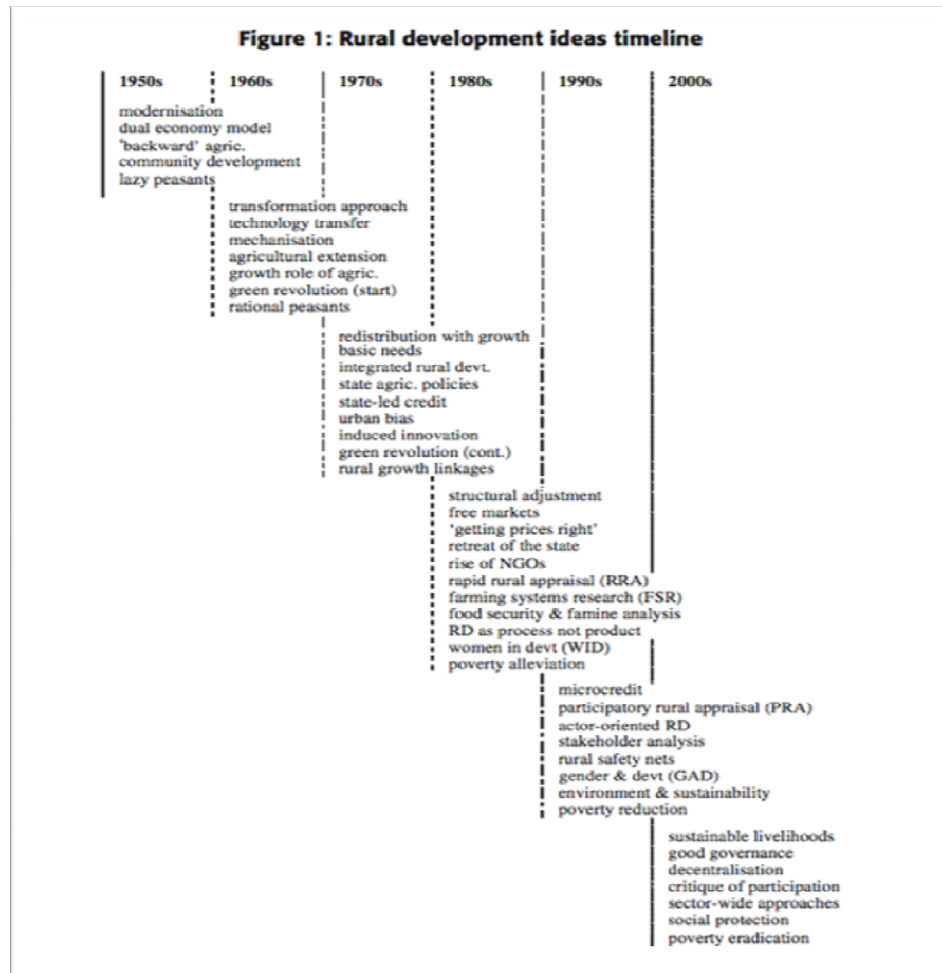 Figure 1: Rural development ideas timeline
1950s 1960s 1970s 1980s 1990s 2000s
modernisation
dual economy model
'backward' agric.
community development
lazy peasants
transformation approach
technology transfer
mechanisation
agricultural extension
growth role of agric.
green revolution (start)
rational peasants
redistribution with growth
basic needs
integrated rural devt.
state agric. policies
state-led credit
urban bias
induced innovation
green revolution (cont.)
rural growth linkages
structural adjustment
free markets
'getting prices right'
retreat of the state
rise of NGOs
rapid rural appraisal (RRA)
farming systems research (FSR)
food security & famine analysis
RD as process not product
women in devt (WID)
poverty alleviation
microcredit
participatory rural appraisal (PRA)
actor-oriented RD
stakeholder analysis
rural safety nets
gender & devt (GAD)
environment & sustainability
poverty reduction
sustainable livelihoods
good governance
decentralisation
critique of participation
sector-wide approaches
social protection
poverty eradication